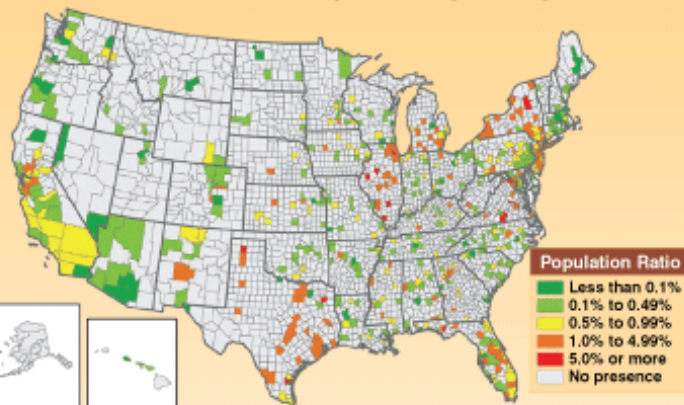 Population Ratio
Less than 0.1%
0.1% to 0.49%
0.5% to 0.99%
1.0% to 4.99%
5.0% or more
No presence